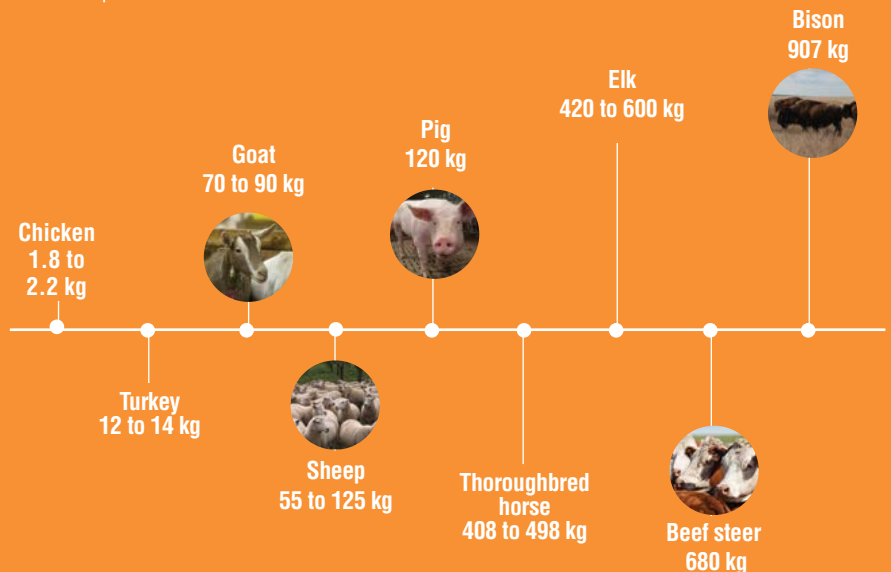 Chicken
1.8 to
2.2 kg
Turkey
12 to 14 kg
Goat
70 to 90 kg
Sheep
55 to 125 kg
Pig
120 kg
Thoroughbred
horse
408 to 498 kg
Elk
420 to 600 kg
Beef steer
680 kg
Bison
907 kg